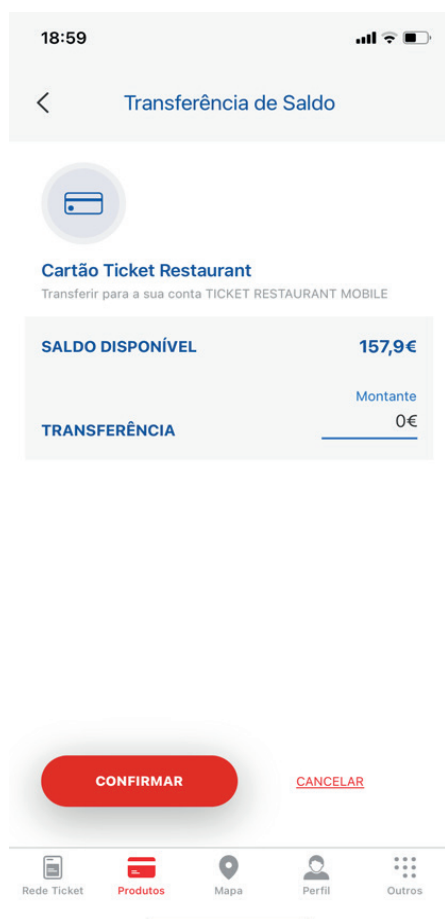 18:59
Transferência de Saldo
Cartão Ticket Restaurant
Transferir para a sua conta TICKET RESTAURANT MOBILE
SALDO DISPONÍVEL 157,9€
Montante
TRANSFERÊNCIA 0€
CONFIRMAR CANCELAR
Rede Ticket Produtos Mapa Perfil Outros